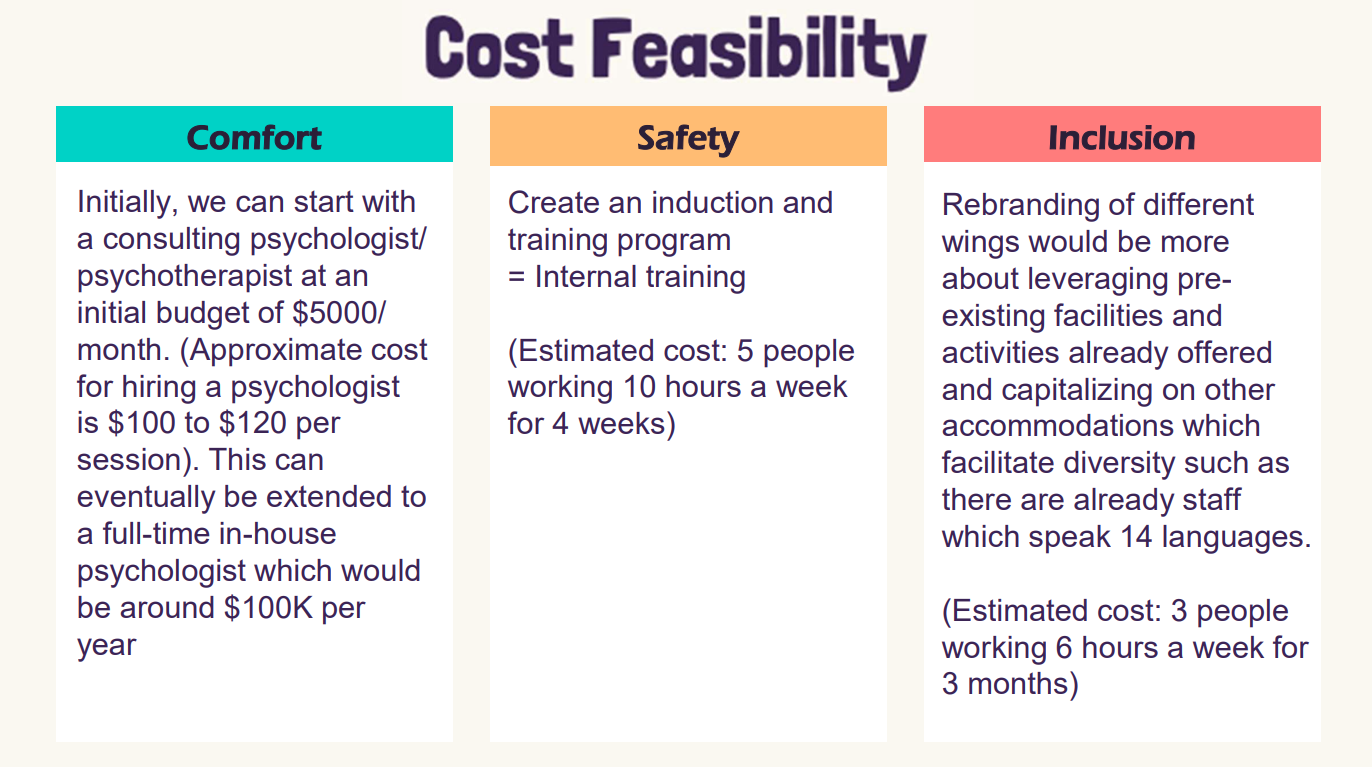 Cost Feasibility
Comfort
Initially, we can start with
a consulting psychologist/
psychotherapist at an
initial budget of $5000/
month. (Approximate cost
for hiring a psychologist
is $100 to $120 per
session). This can
eventually be extended to
a full-time in-house
psychologist which would
be around $100K per
year
Safety
Create an induction and
training program
= Internal training
(Estimated cost: 5 people
working 10 hours a week
for 4 weeks)
Inclusion
Rebranding of different
wings would be more
about leveraging pre-
existing facilities and
activities already offered
and capitalizing on other
accommodations which
facilitate diversity such as
there are already staff
which speak 14 languages.
(Estimated cost: 3 people
working 6 hours a week for
3 months)